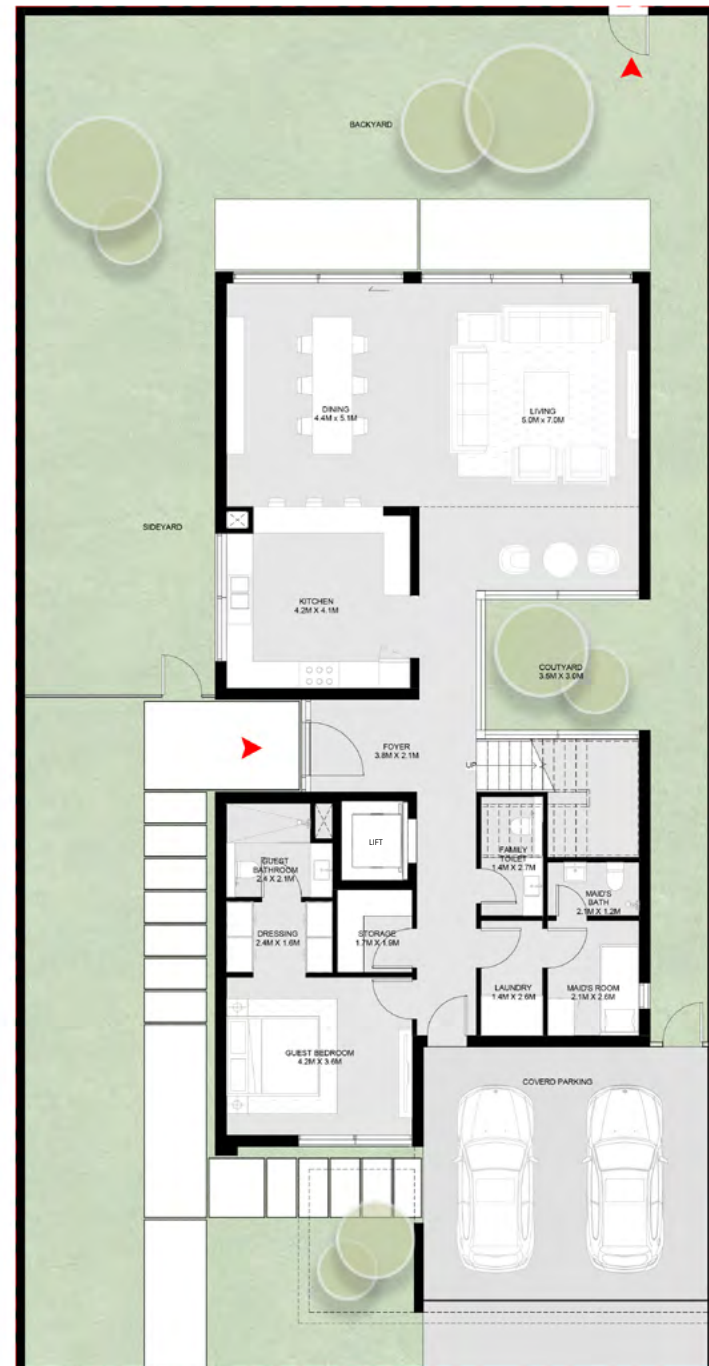 BACKYARD
DINING
4.4M x 5.1M
LIVING
5.0M x 7.0M
SIDEYARD
KITCHEN
4.2M X 4.1M
COUTYARD
3.5M X 3.0M
FOYER
3.8M X 2.1M
UP
LIFT
GUEST
BATHROOM
2.4 X 2.1M
FAMILY
TOILET
1.4M X 2.7M
MAID'S
BATH
2.1M X 1.2M
DRESSING
2.4M X 1.6M
STORAGE
1.7M X 1.9M
LAUNDRY
1.4M X 2.6M
MAID'S ROOM
2.1M X 2.6M
GUEST BEDROOM
4.2M X 3.6M
COVERD PARKING